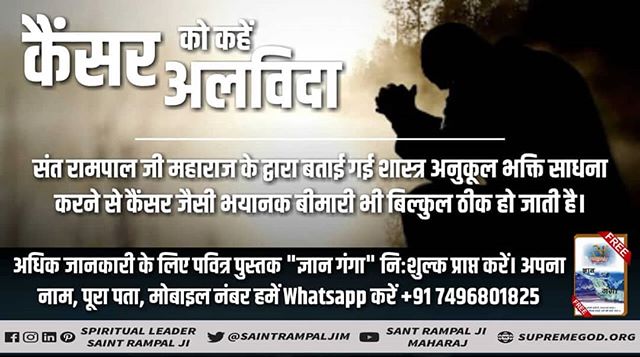 कैंसर को कहें
अलविदा
संत रामपाल जी महाराज के द्वारा बताई गई शास्त्र अनुकूल भक्ति साधना
करने से कैंसर जैसी भयानक बीमारी भी बिल्कुल ठीक हो जाती है।
अधिक जानकारी के लिए पवित्र पुस्तक "ज्ञान गंगा" नि:शुल्क प्राप्त करें। अपना
नाम, पूरा पता, मोबाइल नंबर हमें Whatsapp करें +91 7496801825
FREE
ज्ञान
गंगा
FREE
SPIRITUAL LEADER
SAINT RAMPAL JI
@SAINTRAMPALJIM
SANT RAMPAL JI
MAHARAJ
SUPREMEGOD.ORG